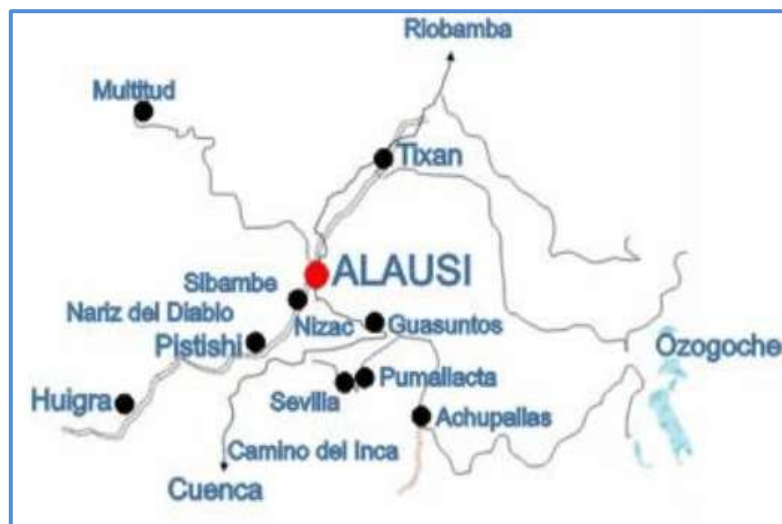 Riobamba
Multitud
Tixan
ALAUSI
Sibambe
Nariz del Diablo
Nizac
Guasuntos
Pistishi
Ozogoche
Pumallacta
Huigra
Sevilla
Achupallas
Camino del Inca
Cuenca